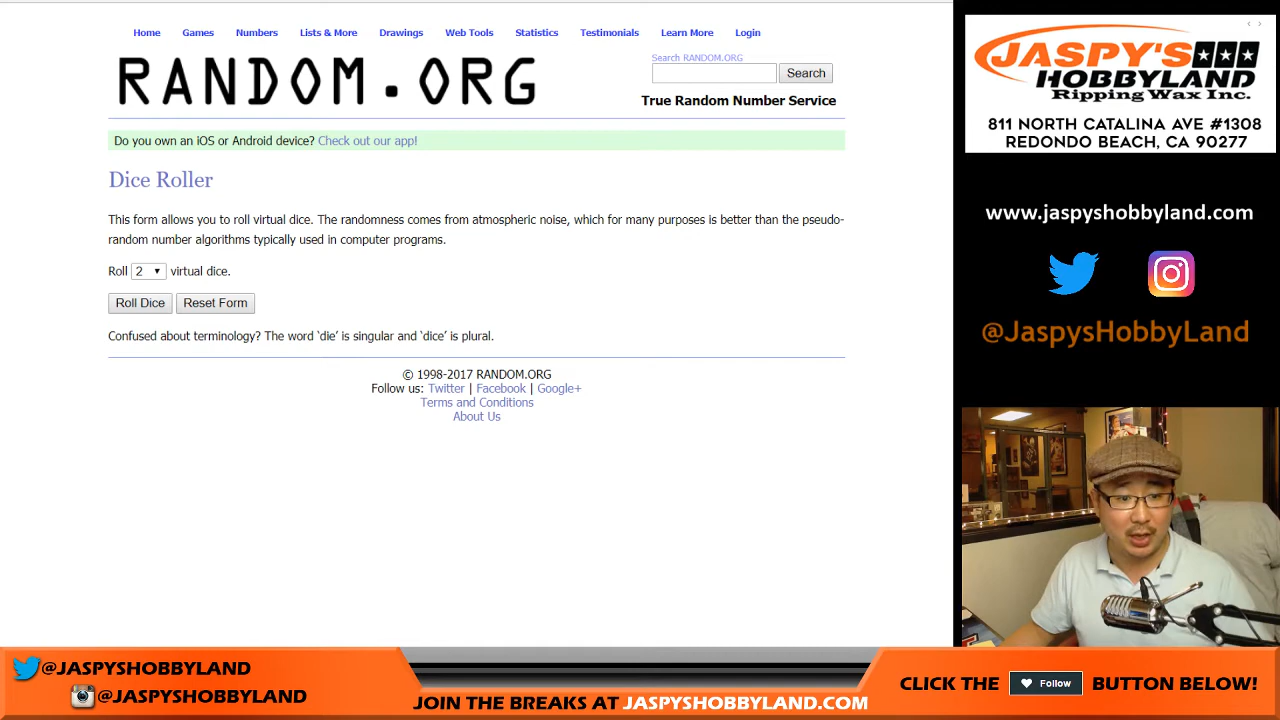 Home Games Numbers Lists & More Drawings Web Tools Statistics Testimonials Learn More Login
RANDOM.ORG
Search RANDOM.ORG
Search
True Random Number Service
Do you own an iOS or Android device? Check out our app!
Dice Roller
This form allows you to roll virtual dice. The randomness comes from atmospheric noise, which for many purposes is better than the pseudo-
random number algorithms typically used in computer programs.
Roll 2 virtual dice.
Roll Dice Reset Form
Confused about terminology? The word ‘die’ is singular and ‘dice’ is plural.
© 1998-2017 RANDOM.ORG
Follow us: Twitter | Facebook | Google+
Terms and Conditions
About Us
JASPY'S
HOBBYLAND
Ripping Wax Inc.
811 NORTH CATALINA AVE #1308
REDONDO BEACH, CA 90277
www.jaspyshobbyland.com
@JaspysHobbyLand
@JASPYSHOBBYLAND
@JASPYSHOBBYLAND
JOIN THE BREAKS AT JASPYSHOBBYLAND.COM
CLICK THE Follow BUTTON BELOW!